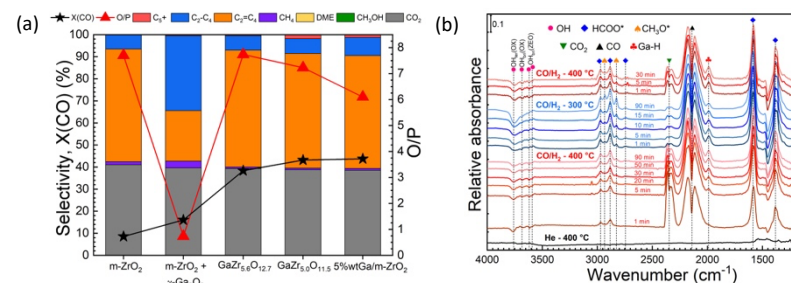 (a)
X(CO) O/P C₅+ C₂-C₄ C₂=C₄ CH₄ DME CH₃OH CO₂
Selectivity, X(CO) (%)
100
90
80
70
60
50
40
30
20
10
0
8
7
6
5
4
3
2
1
0
O/P
m-ZrO₂
m-ZrO₂ +
GaZr₅.₆O₁₂.₇
GaZr₅.₀O₁₁.₅
5%wtGa/m-ZrO₂
(b)
0.1
OH HCOO* CH₃O*
CO₂ CO Ga-H
CO/H₂ - 400 °C
30 min
5 min
1 min
CO/H₂ - 300 °C
90 min
15 min
10 min
5 min
1 min
CO/H₂ - 400 °C
90 min
50 min
30 min
20 min
5 min
1 min
He - 400 °C
Relative absorbance
4000 3500 3000 2500 2000 1500
Wavenumber (cm⁻¹)